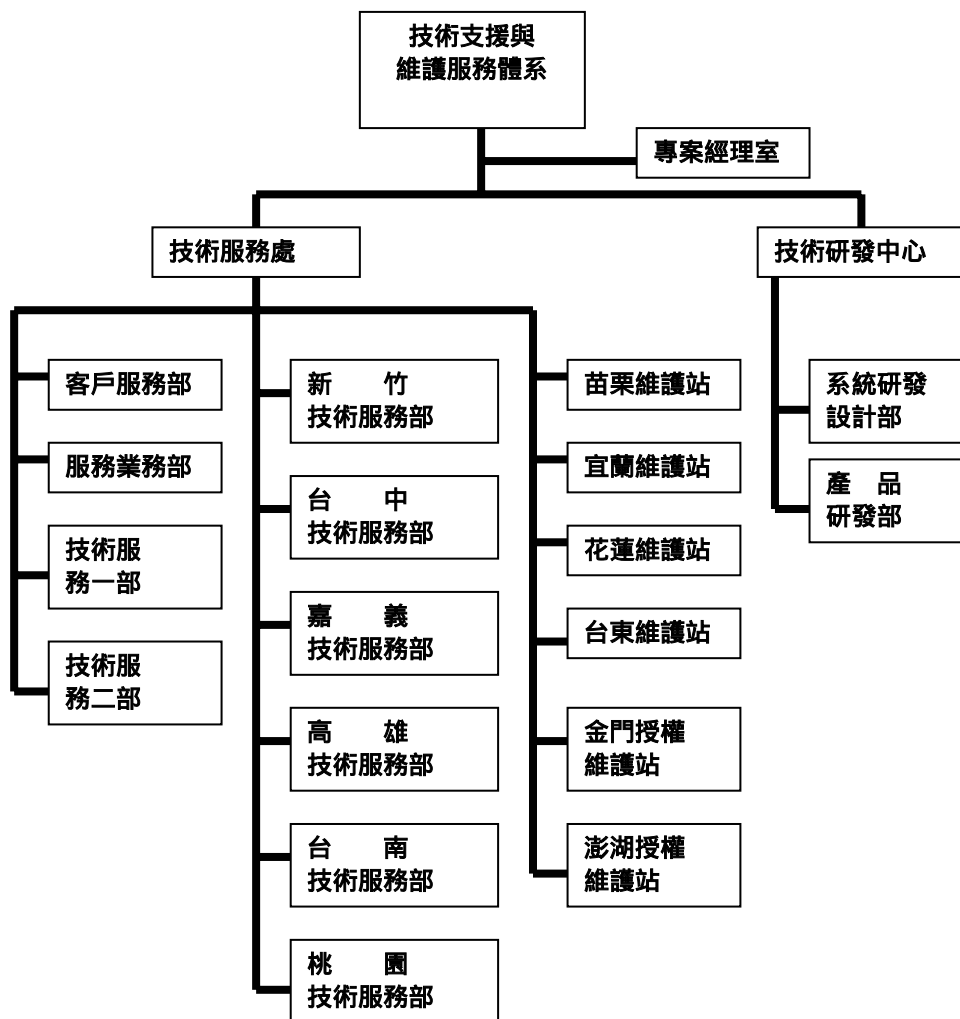 技術支援與
維護服務體系
專案經理室
技術服務處
技術研發中心
客戶服務部
服務業務部
技術服
務一部
技術服
務二部
新　　竹
技術服務部
台　　中
技術服務部
嘉　　義
技術服務部
高　　雄
技術服務部
台　　南
技術服務部
桃　　園
技術服務部
苗栗維護站
宜蘭維護站
花蓮維護站
台東維護站
金門授權
維護站
澎湖授權
維護站
系統研發
設計部
產　品
研發部